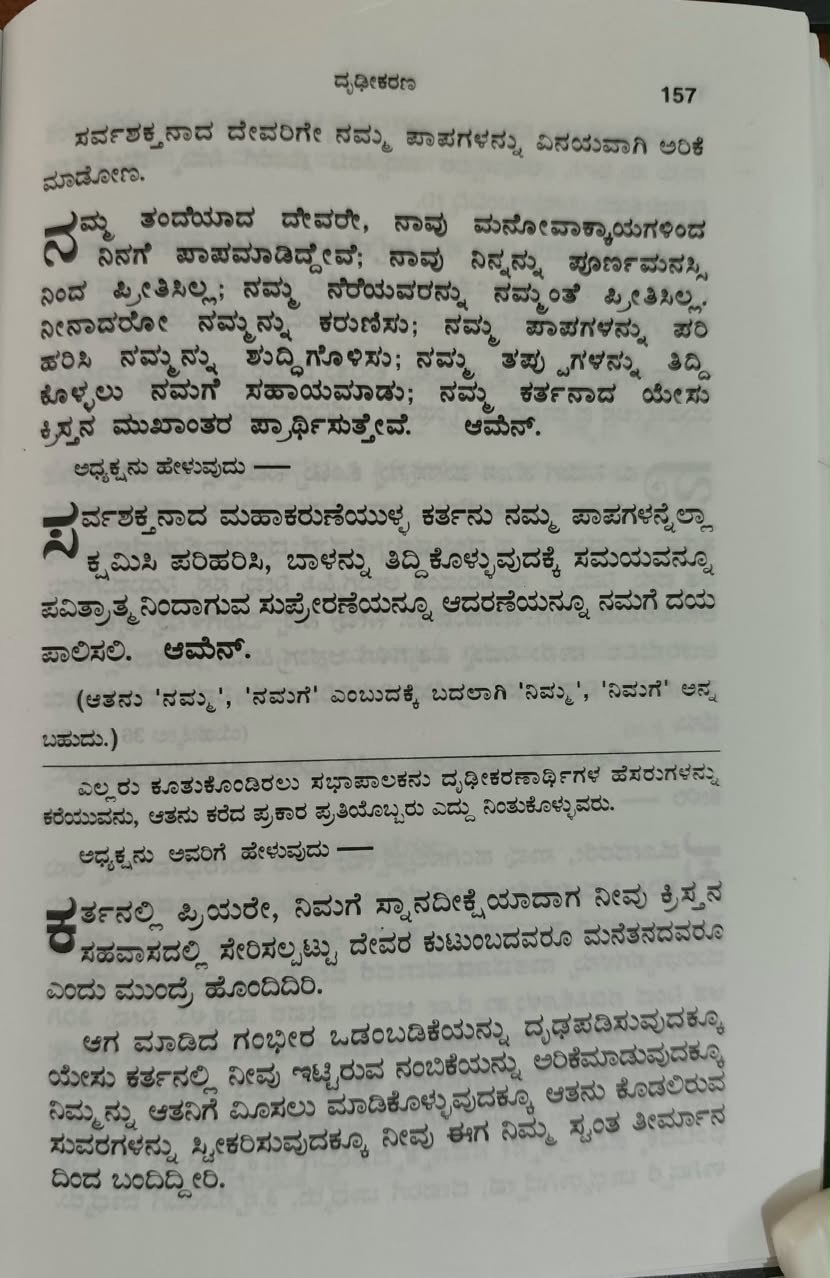 ದೃಢೀಕರಣ
157
ಸರ್ವಶಕ್ತನಾದ ದೇವರಿಗೇ ನಮ್ಮ ಪಾಪಗಳನ್ನು ವಿನಯವಾಗಿ ಅರಿಕೆ
ಮಾಡೋಣ.
ನಮ್ಮ ತಂದೆಯಾದ ದೇವರೇ, ನಾವು ಮನೋವಾಕ್ಕಾಯಗಳಿಂದ
ನಿನಗೆ ಪಾಪಮಾಡಿದ್ದೇವೆ; ನಾವು ನಿನ್ನನ್ನು ಪೂರ್ಣಮನಸ್ಸಿ
ನಿಂದ ಪ್ರೀತಿಸಿಲ್ಲ; ನಮ್ಮ ನೆರೆಯವರನ್ನು ನಮ್ಮಂತೆ ಪ್ರೀತಿಸಿಲ್ಲ.
ನೀನಾದರೋ ನಮ್ಮನ್ನು ಕರುಣಿಸು; ನಮ್ಮ ಪಾಪಗಳನ್ನು ಪರಿ
ಹರಿಸಿ ನಮ್ಮನ್ನು ಶುದ್ಧಿಗೊಳಿಸು; ನಮ್ಮ ತಪ್ಪುಗಳನ್ನು ತಿದ್ದಿ
ಕೊಳ್ಳಲು ನಮಗೆ ಸಹಾಯಮಾಡು; ನಮ್ಮ ಕರ್ತನಾದ ಯೇಸು
ಕ್ರಿಸ್ತನ ಮುಖಾಂತರ ಪ್ರಾರ್ಥಿಸುತ್ತೇವೆ. ಆಮೆನ್.
ಅಧ್ಯಕ್ಷನು ಹೇಳುವುದು —
ಸರ್ವಶಕ್ತನಾದ ಮಹಾಕರುಣೆಯುಳ್ಳ ಕರ್ತನು ನಮ್ಮ ಪಾಪಗಳನ್ನೆಲ್ಲಾ
ಕ್ಷಮಿಸಿ ಪರಿಹರಿಸಿ, ಬಾಳನ್ನು ತಿದ್ದಿಕೊಳ್ಳುವುದಕ್ಕೆ ಸಮಯವನ್ನೂ
ಪವಿತ್ರಾತ್ಮನಿಂದಾಗುವ ಸುಪ್ರೇರಣೆಯನ್ನೂ ಆದರಣೆಯನ್ನೂ ನಮಗೆ ದಯ
ಪಾಲಿಸಲಿ. ಆಮೆನ್.
(ಆತನು 'ನಮ್ಮ', 'ನಮಗೆ' ಎಂಬುದಕ್ಕೆ ಬದಲಾಗಿ 'ನಿಮ್ಮ', 'ನಿಮಗೆ' ಅನ್ನ
ಬಹುದು.)
ಎಲ್ಲರು ಕೂತುಕೊಂಡಿರಲು ಸಭಾಪಾಲಕನು ದೃಢೀಕರಣಾರ್ಥಿಗಳ ಹೆಸರುಗಳನ್ನು
ಕರೆಯುವನು, ಆತನು ಕರೆದ ಪ್ರಕಾರ ಪ್ರತಿಯೊಬ್ಬರು ಎದ್ದು ನಿಂತುಕೊಳ್ಳುವರು.
ಅಧ್ಯಕ್ಷನು ಅವರಿಗೆ ಹೇಳುವುದು —
ಕರ್ತನಲ್ಲಿ ಪ್ರಿಯರೇ, ನಿಮಗೆ ಸ್ನಾನದೀಕ್ಷೆಯಾದಾಗ ನೀವು ಕ್ರಿಸ್ತನ
ಸಹವಾಸದಲ್ಲಿ ಸೇರಿಸಲ್ಪಟ್ಟು ದೇವರ ಕುಟುಂಬದವರೂ ಮನೆತನದವರೂ
ಎಂದು ಮುಂದ್ರೆ ಹೊಂದಿದಿರಿ.
ಆಗ ಮಾಡಿದ ಗಂಭೀರ ಒಡಂಬಡಿಕೆಯನ್ನು ದೃಢಪಡಿಸುವುದಕ್ಕೂ
ಯೇಸು ಕರ್ತನಲ್ಲಿ ನೀವು ಇಟ್ಟಿರುವ ನಂಬಿಕೆಯನ್ನು ಅರಿಕೆಮಾಡುವುದಕ್ಕೂ
ನಿಮ್ಮನ್ನು ಆತನಿಗೆ ಮೀಸಲು ಮಾಡಿಕೊಳ್ಳುವುದಕ್ಕೂ ಆತನು ಕೊಡಲಿರುವ
ಸುವರಗಳನ್ನು ಸ್ವೀಕರಿಸುವುದಕ್ಕೂ ನೀವು ಈಗ ನಿಮ್ಮ ಸ್ವಂತ ತೀರ್ಮಾನ
ದಿಂದ ಬಂದಿದ್ದೀರಿ.